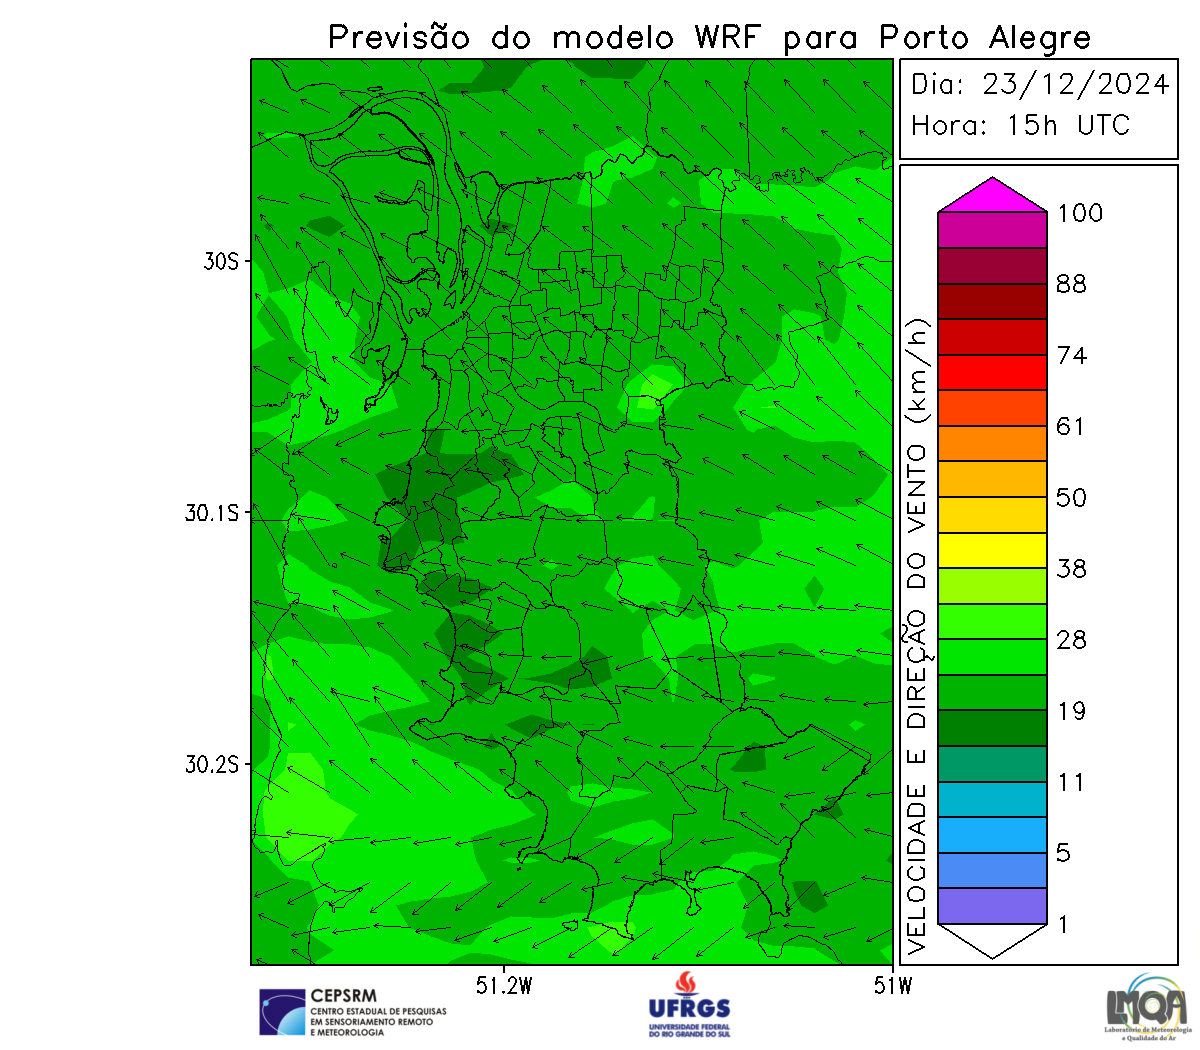 Previsão do modelo WRF para Porto Alegre
Dia: 23/12/2024
Hora: 15h UTC
VELOCIDADE E DIREÇÃO DO VENTO (km/h)
100
88
74
61
50
38
28
19
11
5
1
30S
30.1S
30.2S
51.2W
51W
CEPSRM
CENTRO ESTADUAL DE PESQUISAS
EM SENSORIAMENTO REMOTO
E METEOROLOGIA
UFRGS
UNIVERSIDADE FEDERAL
DO RIO GRANDE DO SUL
LMQA
Laboratório de Meteorologia
e Qualidade do Ar